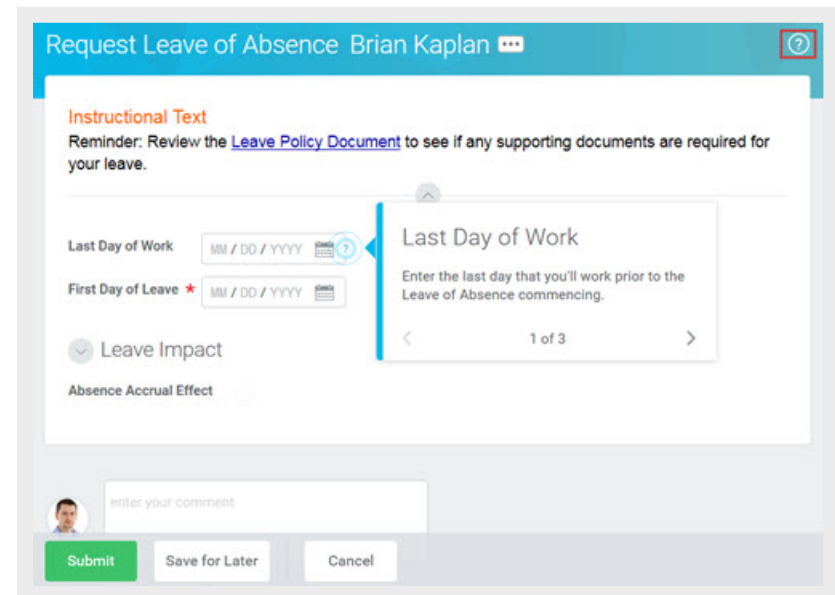 Request Leave of Absence Brian Kaplan
Instructional Text
Reminder: Review the Leave Policy Document to see if any supporting documents are required for
your leave.
Last Day of Work MM / DD / YYYY ?
First Day of Leave * MM / DD / YYYY
Last Day of Work
Enter the last day that you'll work prior to the
Leave of Absence commencing.
< 1 of 3 >
Leave Impact
Absence Accrual Effect
enter your comment
Submit Save for Later Cancel